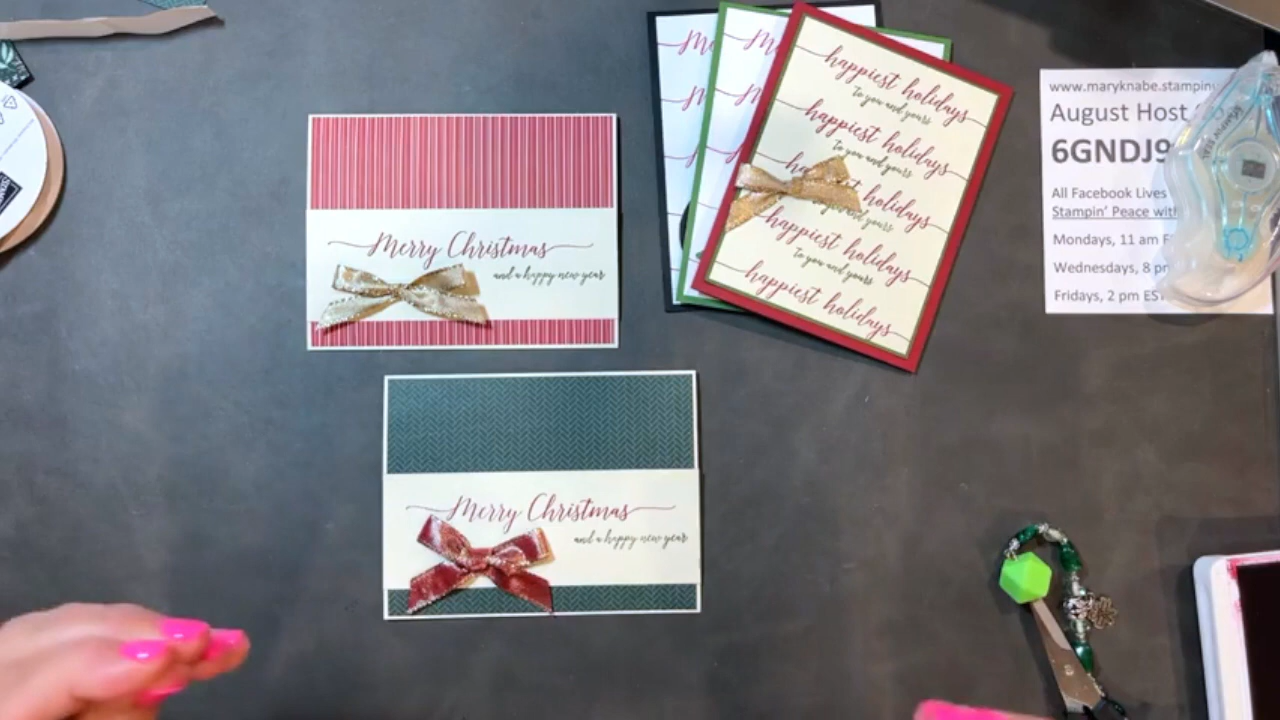 Merry Christmas
and a happy new year
Merry Christmas
and a happy new year
happiest holidays
to you and yours
happiest holidays
to you and yours
holidays
happiest holidays
to you and yours
happiest holidays
www.maryknabe.stampin
August Host
6GNDJ9
All Facebook Lives
Stampin' Peace with
Mondays, 11 am
Wednesdays, 8 pm
Fridays, 2 pm EST